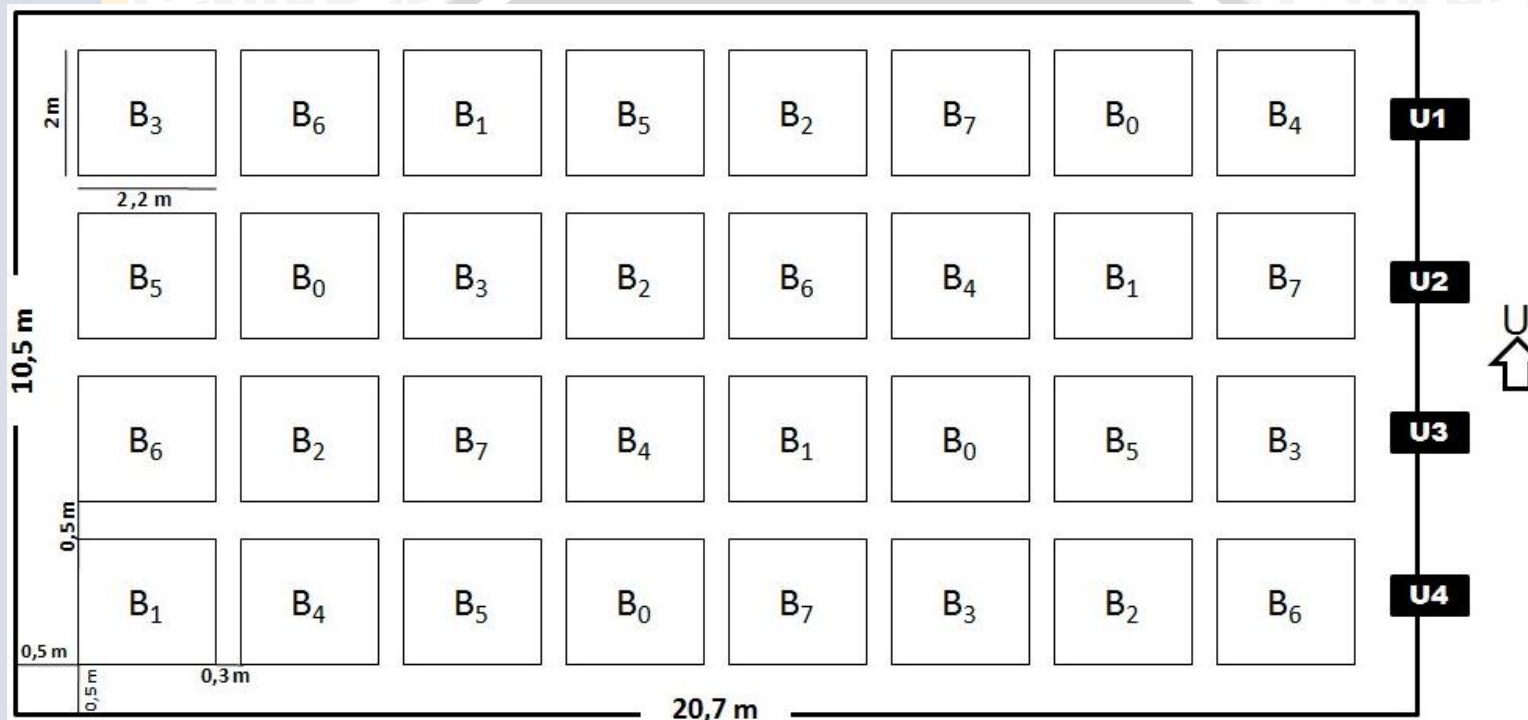 2m
B₃ B₆ B₁ B₅ B₂ B₇ B₀ B₄ U1
2,2 m
B₅ B₀ B₃ B₂ B₆ B₄ B₁ B₇ U2
U
10,5 m
B₆ B₂ B₇ B₄ B₁ B₀ B₅ B₃ U3
0,5 m
B₁ B₄ B₅ B₀ B₇ B₃ B₂ B₆ U4
0,5 m
0,3 m
0,5 m
20,7 m